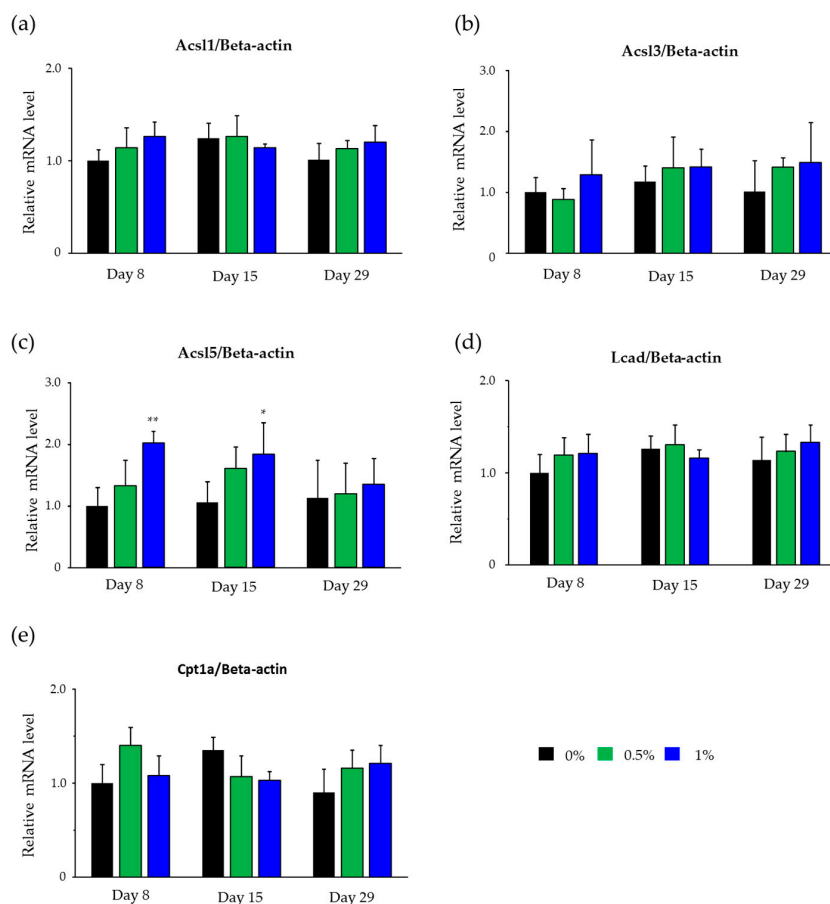 (a)
Acsl1/Beta-actin
Relative mRNA level
2.0
1.0
0
Day 8 Day 15 Day 29
(b)
Acsl3/Beta-actin
Relative mRNA level
3.0
2.0
1.0
0
Day 8 Day 15 Day 29
(c)
Acsl5/Beta-actin
Relative mRNA level
3.0
2.0
1.0
0
** *
Day 8 Day 15 Day 29
(d)
Lcad/Beta-actin
Relative mRNA level
2.0
1.0
0
Day 8 Day 15 Day 29
(e)
Cpt1a/Beta-actin
Relative mRNA level
2.0
1.0
0
Day 8 Day 15 Day 29
0% 0.5% 1%